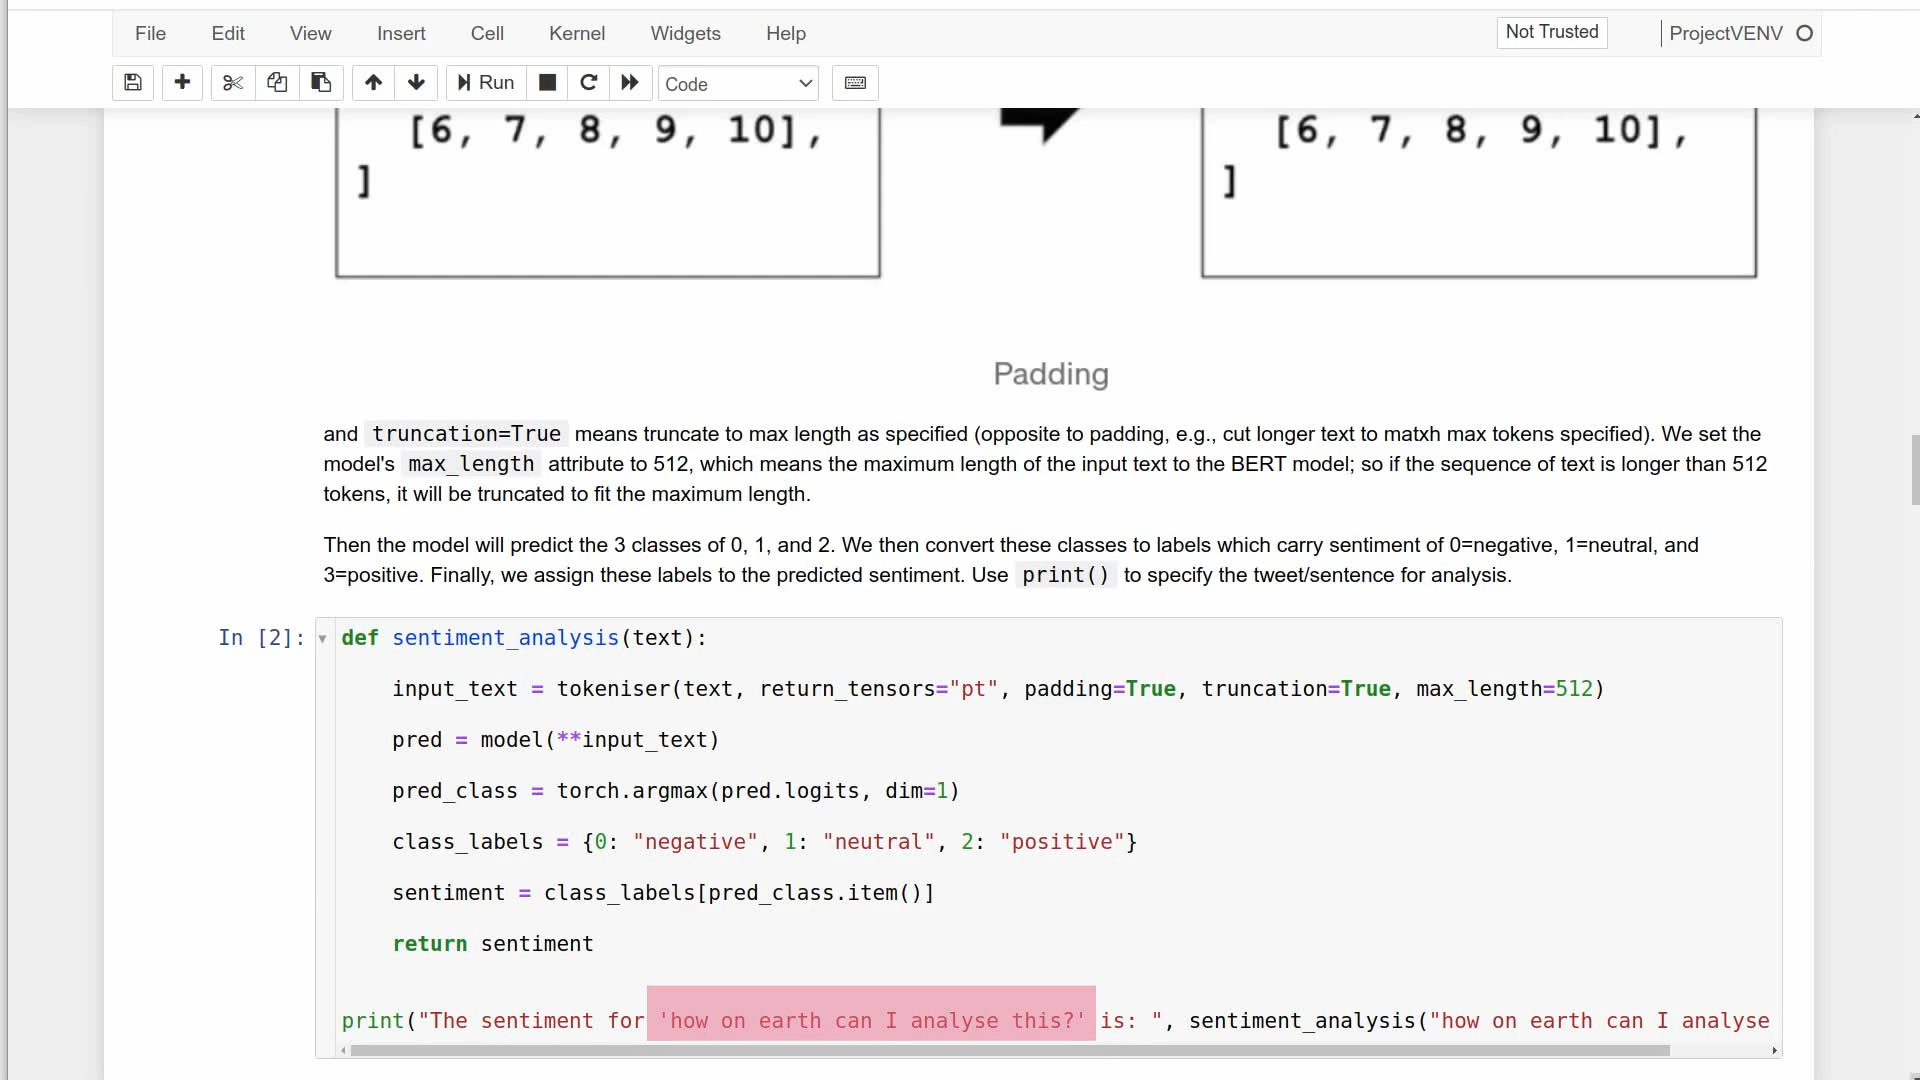 File Edit View Insert Cell Kernel Widgets Help Not Trusted ProjectVENV
Run Code
[6, 7, 8, 9, 10], [6, 7, 8, 9, 10],
] ]
Padding
and truncation=True means truncate to max length as specified (opposite to padding, e.g., cut longer text to matxh max tokens specified). We set the
model's max_length attribute to 512, which means the maximum length of the input text to the BERT model; so if the sequence of text is longer than 512
tokens, it will be truncated to fit the maximum length.
Then the model will predict the 3 classes of 0, 1, and 2. We then convert these classes to labels which carry sentiment of 0=negative, 1=neutral, and
3=positive. Finally, we assign these labels to the predicted sentiment. Use print() to specify the tweet/sentence for analysis.
In [2]: def sentiment_analysis(text):
input_text = tokeniser(text, return_tensors="pt", padding=True, truncation=True, max_length=512)
pred = model(**input_text)
pred_class = torch.argmax(pred.logits, dim=1)
class_labels = {0: "negative", 1: "neutral", 2: "positive"}
sentiment = class_labels[pred_class.item()]
return sentiment
print("The sentiment for 'how on earth can I analyse this?' is: ", sentiment_analysis("how on earth can I analyse